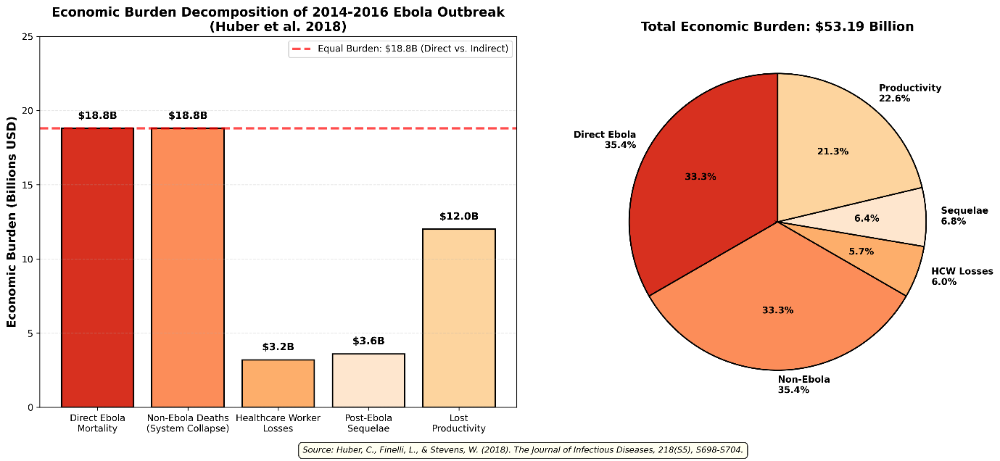 Economic Burden Decomposition of 2014-2016 Ebola Outbreak
(Huber et al. 2018)
Economic Burden (Billions USD)
25
20
15
10
5
0
Equal Burden: $18.8B (Direct vs. Indirect)
$18.8B
$18.8B
$3.2B
$3.6B
$12.0B
Direct Ebola
Mortality
Non-Ebola Deaths
(System Collapse)
Healthcare Worker
Losses
Post-Ebola
Sequelae
Lost
Productivity
Total Economic Burden: $53.19 Billion
Direct Ebola
35.4%
33.3%
Productivity
22.6%
21.3%
Sequelae
6.8%
6.4%
HCW Losses
6.0%
5.7%
33.3%
Non-Ebola
35.4%
Source: Huber, C., Finelli, L., & Stevens, W. (2018). The Journal of Infectious Diseases, 218(S5), S698-S704.